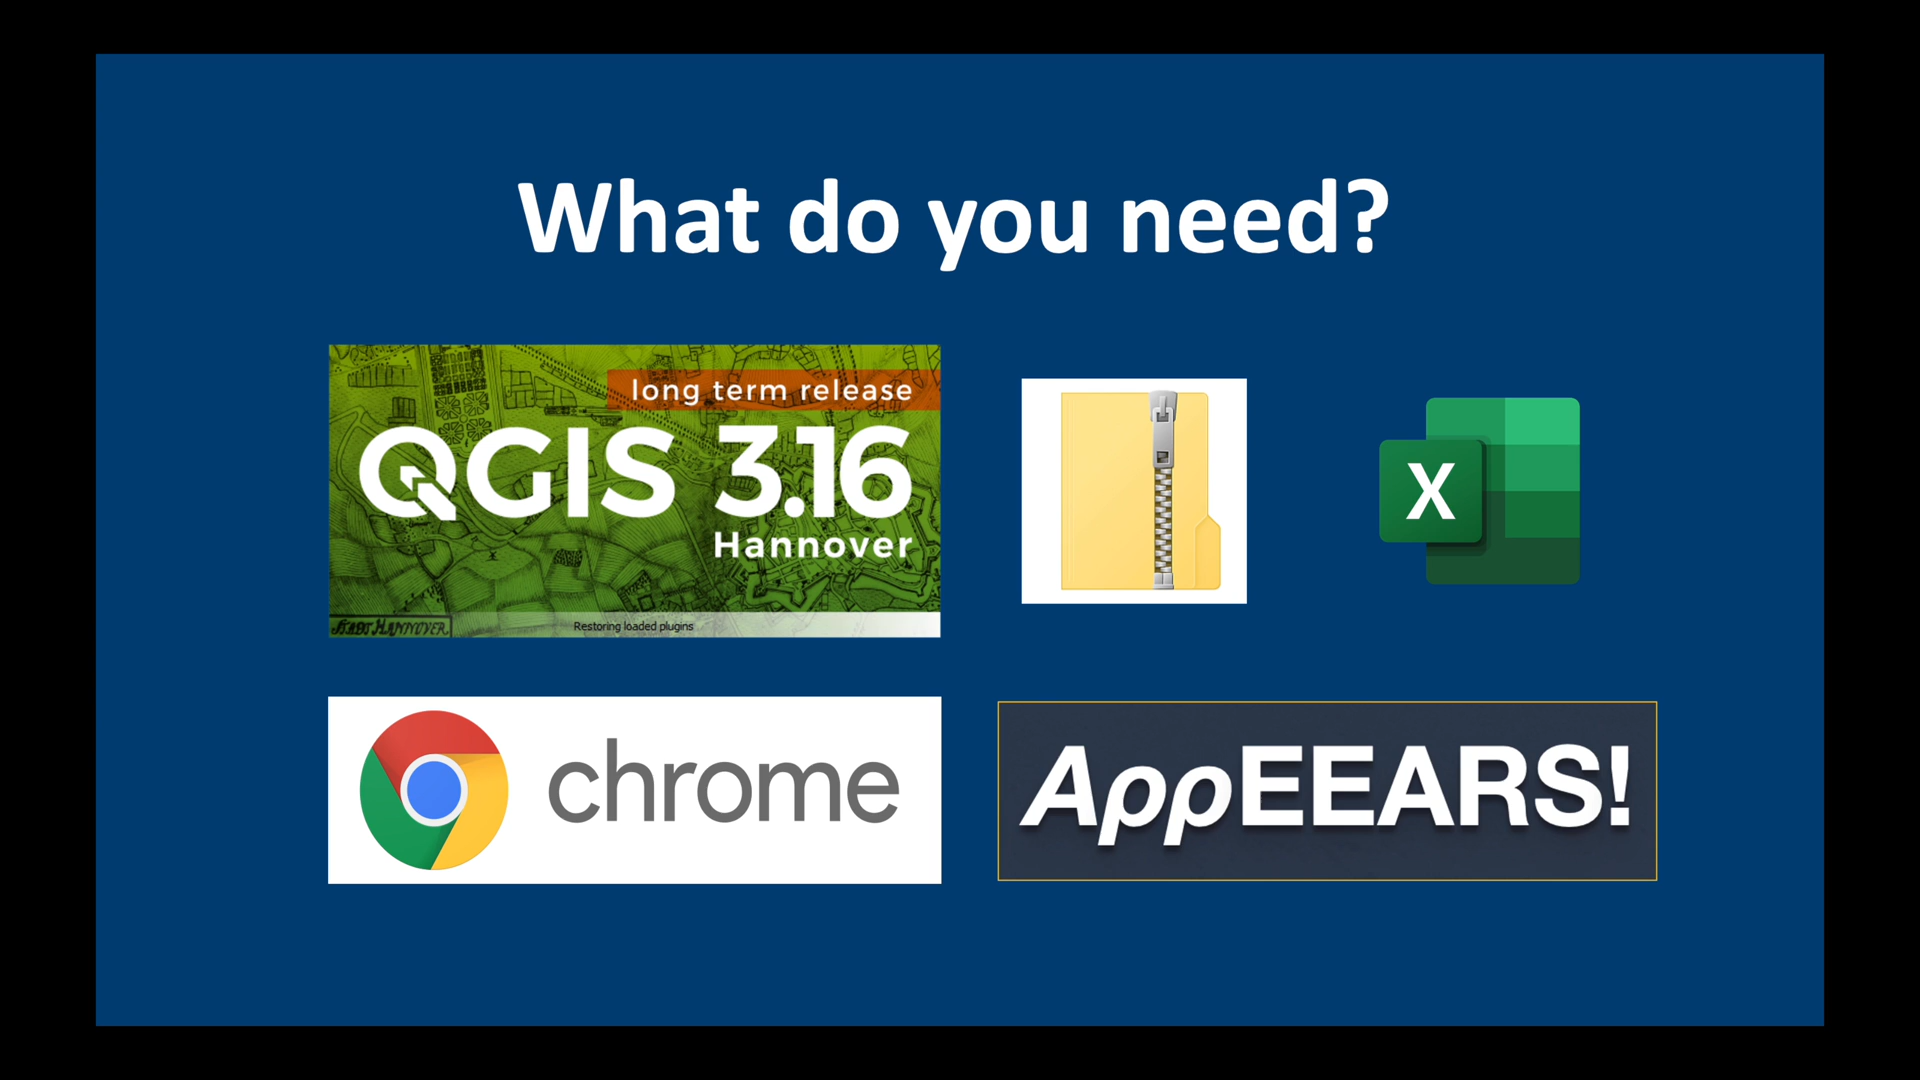 What do you need?
long term release
QGIS 3.16
Hannover
Restoring loaded plugins
X
chrome
AppEEARS!